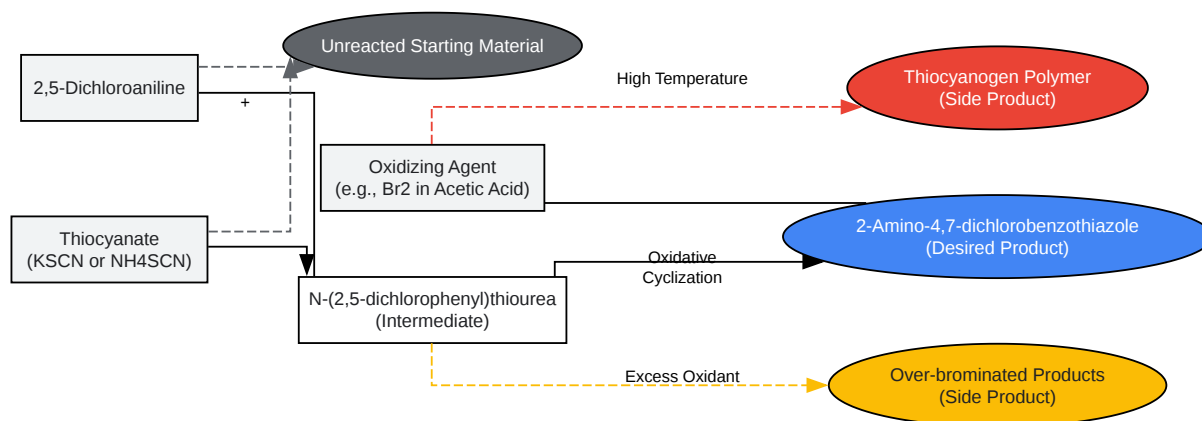 Unreacted Starting Material
2,5-Dichloroaniline
+
High Temperature
Thiocyanogen Polymer
(Side Product)
Oxidizing Agent
(e.g., Br2 in Acetic Acid)
Thiocyanate
(KSCN or NH4SCN)
2-Amino-4,7-dichlorobenzothiazole
(Desired Product)
Oxidative
Cyclization
N-(2,5-dichlorophenyl)thiourea
(Intermediate)
Excess Oxidant
Over-brominated Products
(Side Product)